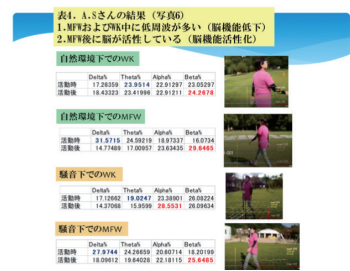 表4. A.Sさんの結果（写真6）
1.MFWおよびWK中に低周波が多い（脳機能低下）
2.MFW後に脳が活性している（脳機能活性化）
自然環境下でのWK
Delta% Theta% Alpha% Beta%
活動時 17.26359 23.9514 22.91297 23.05297
活動後 18.43323 23.41996 22.91211 24.2678
自然環境下でのMFW
Delta% Theta% Alpha% Beta%
活動時 31.5715 24.59219 18.97337 16.0734
活動後 14.77489 17.00957 23.63435 29.6465
騒音下でのWK
Delta% Theta% Alpha% Beta%
活動時 17.12662 19.0247 23.38901 26.08224
活動後 14.37068 15.9599 28.5531 26.09634
騒音下でのMFW
Delta% Theta% Alpha% Beta%
活動時 27.9744 24.28859 20.60714 18.20199
活動後 18.09612 19.64028 22.18115 25.6485